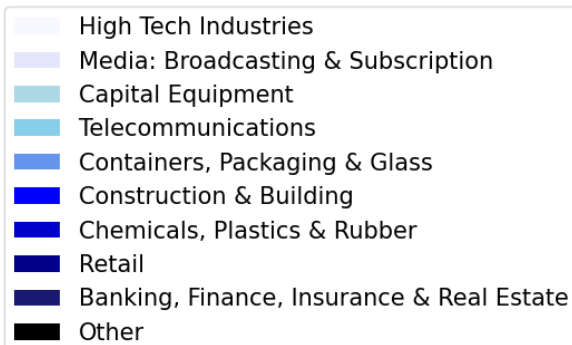 High Tech Industries
Media: Broadcasting & Subscription
Capital Equipment
Telecommunications
Containers, Packaging & Glass
Construction & Building
Chemicals, Plastics & Rubber
Retail
Banking, Finance, Insurance & Real Estate
Other